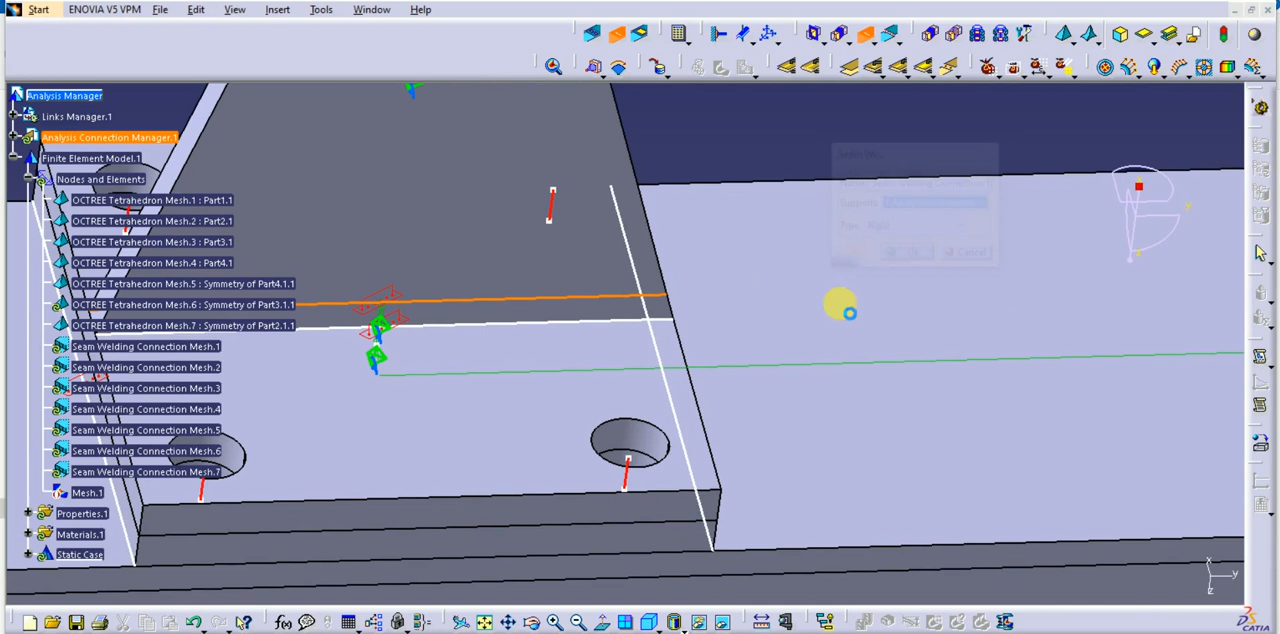 Start ENOVIA V5 VPM File Edit View Insert Tools Window Help
Analysis Manager
Links Manager.1
Analysis Connection Manager.1
Finite Element Model.1
Nodes and Elements
OCTREE Tetrahedron Mesh.1 : Part1.1
OCTREE Tetrahedron Mesh.2 : Part2.1
OCTREE Tetrahedron Mesh.3 : Part3.1
OCTREE Tetrahedron Mesh.4 : Part4.1
OCTREE Tetrahedron Mesh.5 : Symmetry of Part4.1.1
OCTREE Tetrahedron Mesh.6 : Symmetry of Part3.1.1
OCTREE Tetrahedron Mesh.7 : Symmetry of Part2.1.1
Seam Welding Connection Mesh.1
Seam Welding Connection Mesh.2
Seam Welding Connection Mesh.3
Seam Welding Connection Mesh.4
Seam Welding Connection Mesh.5
Seam Welding Connection Mesh.6
Seam Welding Connection Mesh.7
Mesh.1
Properties.1
Materials.1
Static Case
Supports
Type Rigid
OK Cancel
x
y
z
f(x)
CATIA